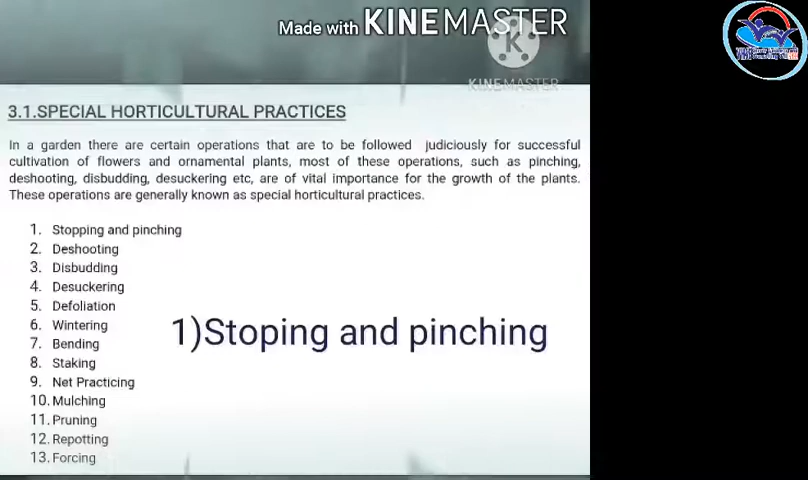 Made with KINEMASTER
KINEMASTER
3.1.SPECIAL HORTICULTURAL PRACTICES
In a garden there are certain operations that are to be followed judiciously for successful
cultivation of flowers and ornamental plants, most of these operations, such as pinching,
deshooting, disbudding, desuckering etc, are of vital importance for the growth of the plants.
These operations are generally known as special horticultural practices.
1. Stopping and pinching
2. Deshooting
3. Disbudding
4. Desuckering
5. Defoliation
6. Wintering
7. Bending
8. Staking
9. Net Practicing
10. Mulching
11. Pruning
12. Repotting
13. Forcing
1)Stoping and pinching